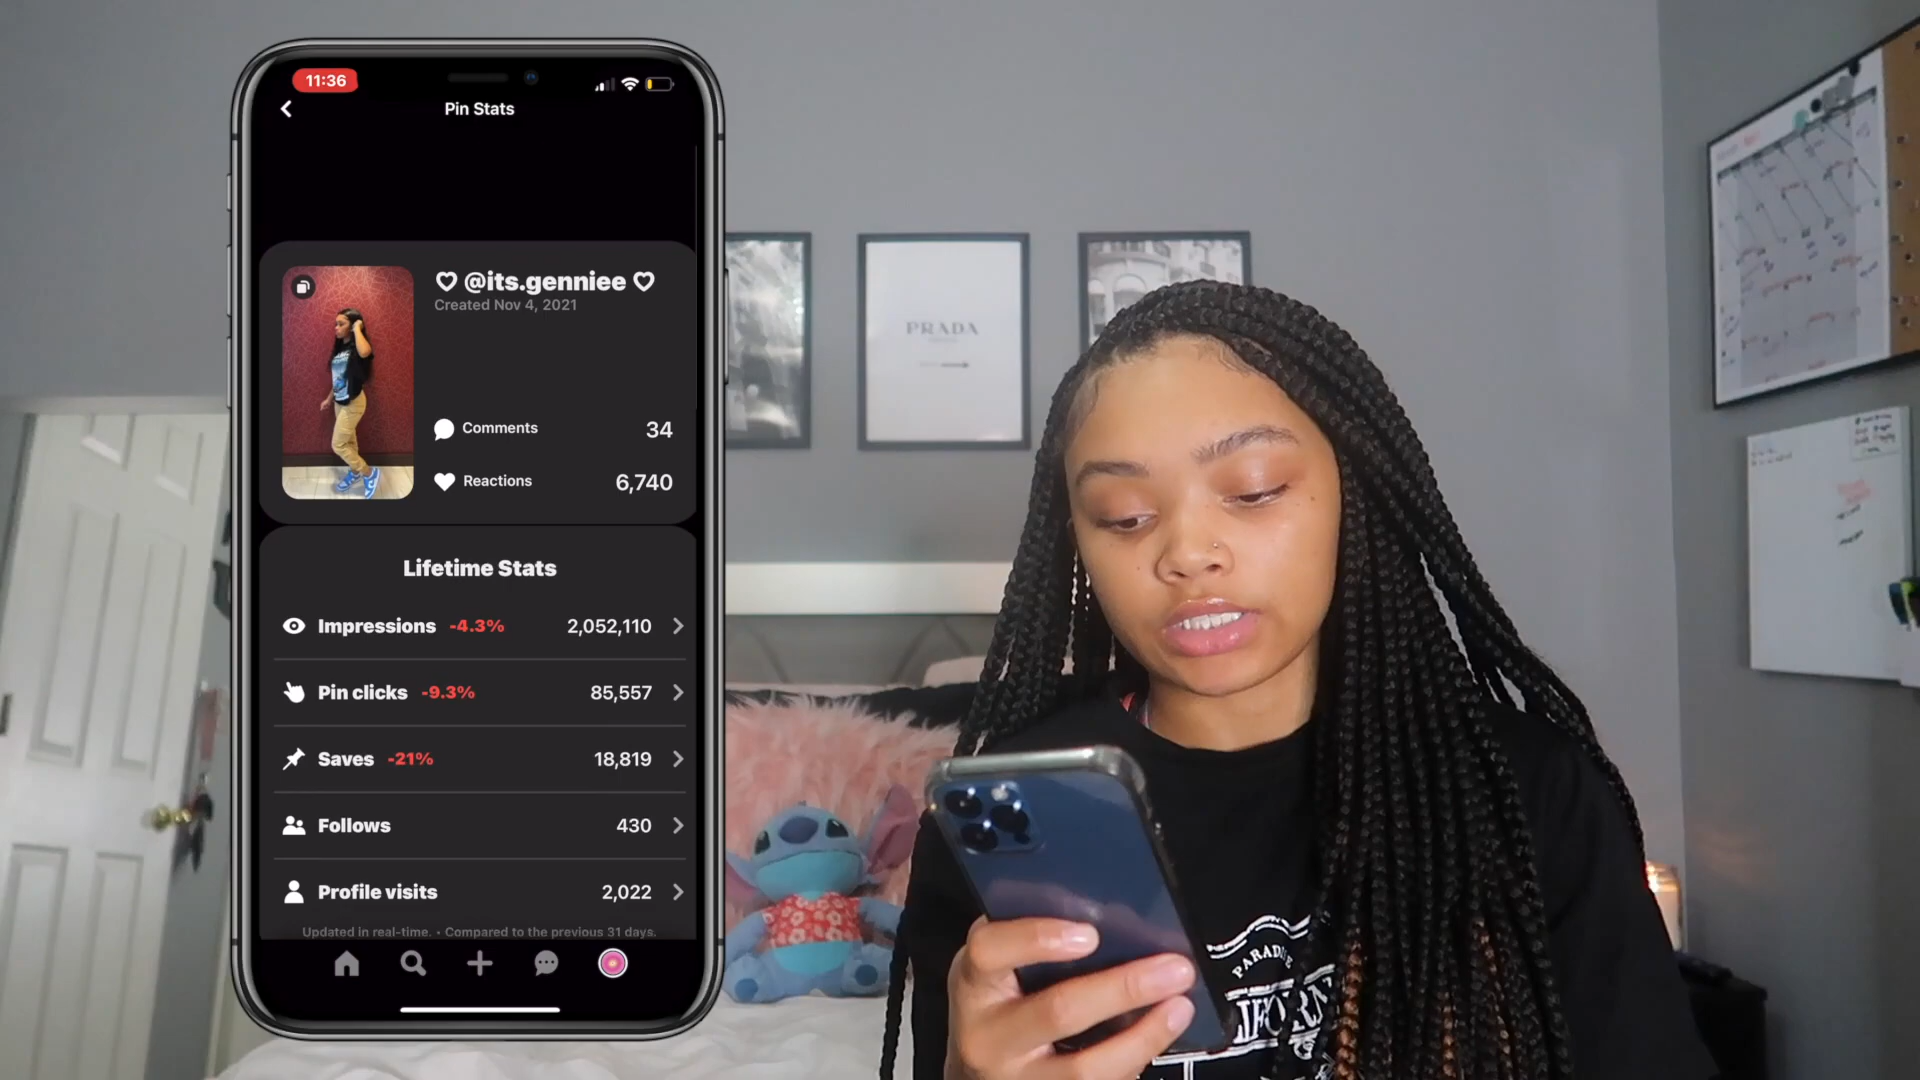 11:36
Pin Stats
♡ @its.genniee ♡
Created Nov 4, 2021
Comments 34
Reactions 6,740
Lifetime Stats
Impressions -4.3% 2,052,110
Pin clicks -9.3% 85,557
Saves -21% 18,819
Follows 430
Profile visits 2,022
Updated in real-time. • Compared to the previous 31 days.
PRADA